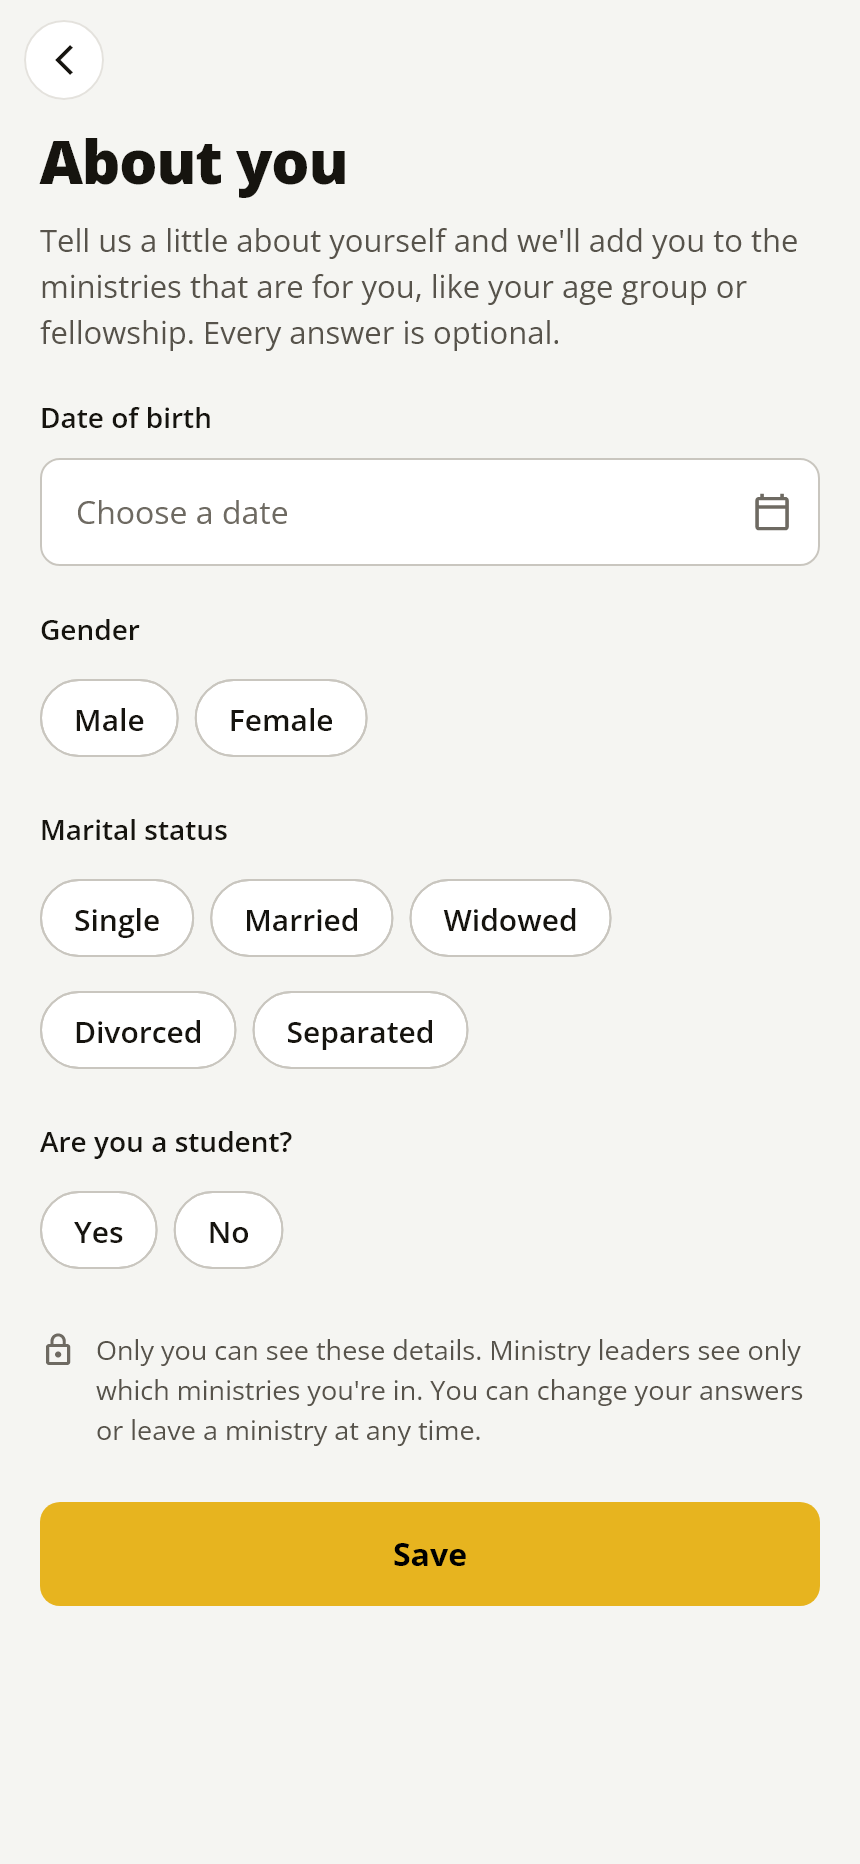 About you
Tell us a little about yourself and we'll add you to the
ministries that are for you, like your age group or
fellowship. Every answer is optional.
Date of birth
Choose a date
Gender
Male Female
Marital status
Single Married Widowed
Divorced Separated
Are you a student?
Yes No
Only you can see these details. Ministry leaders see only
which ministries you're in. You can change your answers
or leave a ministry at any time.
Save